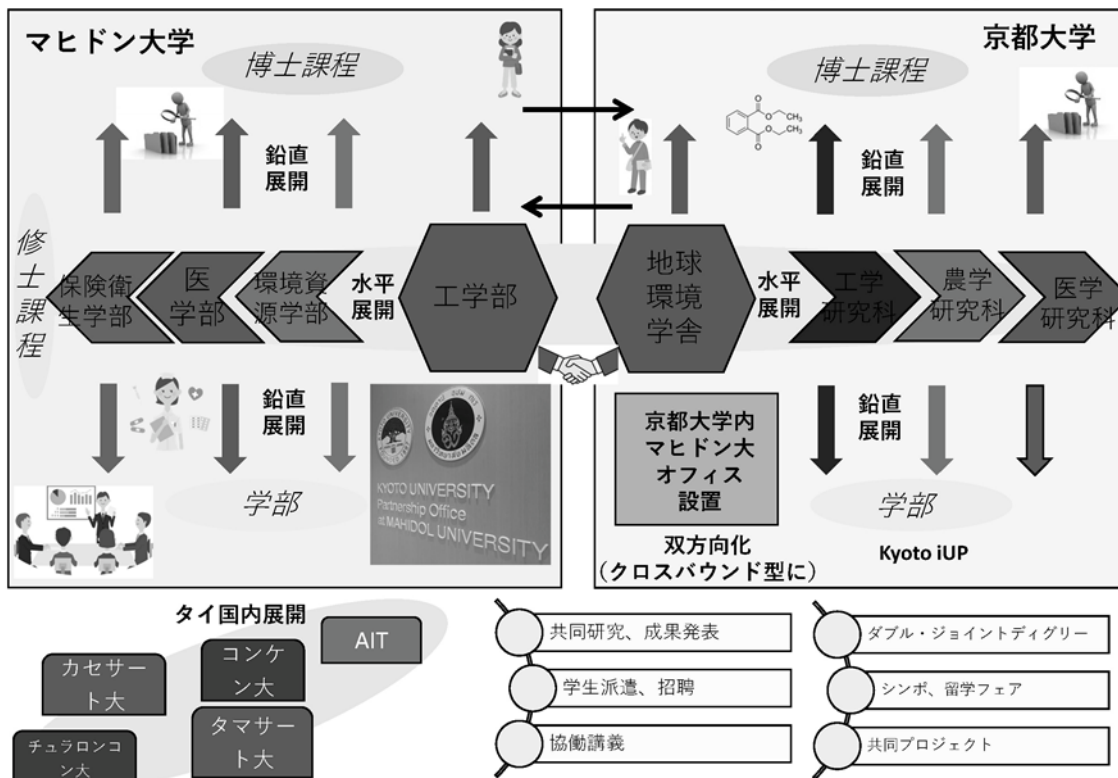 マヒドン大学
博士課程
鉛直
展開
修士課程
保険衛
生学部
医
学部
環境資
源学部
水平
展開
工学部
鉛直
展開
学部
KYOTO UNIVERSITY
Partnership Office
at MAHIDOL UNIVERSITY
京都大学
博士課程
O
O
O
O
CH₃
CH₃
鉛直
展開
地球
環境
学舎
水平
展開
工学
研究科
農学
研究科
医学
研究科
京都大学内
マヒドン大
オフィス
設置
双方向化
(クロスバウンド型に)
鉛直
展開
学部
Kyoto iUP
タイ国内展開
カセサー
ト大
コンケ
ン大
AIT
チュラロンコ
ン大
タマサー
ト大
共同研究、成果発表
学生派遣、招聘
協働講義
ダブル・ジョイントディグリー
シンポ、留学フェア
共同プロジェクト